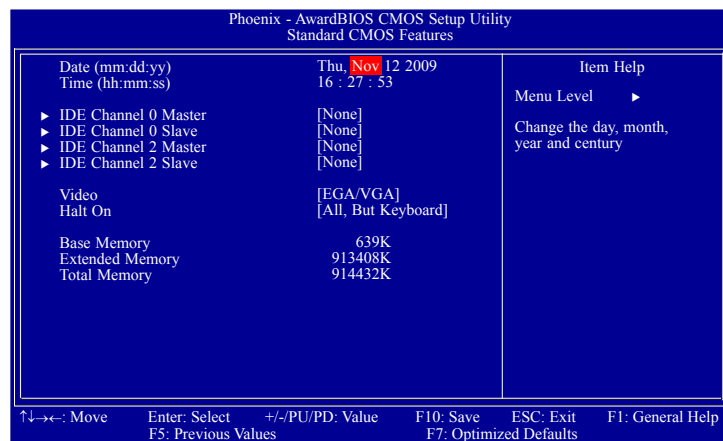 Phoenix - AwardBIOS CMOS Setup Utility
Standard CMOS Features
Date (mm:dd:yy) Thu, Nov 12 2009
Time (hh:mm:ss) 16 : 27 : 53
▶ IDE Channel 0 Master [None]
▶ IDE Channel 0 Slave [None]
▶ IDE Channel 2 Master [None]
▶ IDE Channel 2 Slave [None]
Video [EGA/VGA]
Halt On [All, But Keyboard]
Base Memory 639K
Extended Memory 913408K
Total Memory 914432K
Item Help
Menu Level ▶
Change the day, month,
year and century
↑↓→←: Move Enter: Select +/-/PU/PD: Value F10: Save ESC: Exit F1: General Help
F5: Previous Values F7: Optimized Defaults